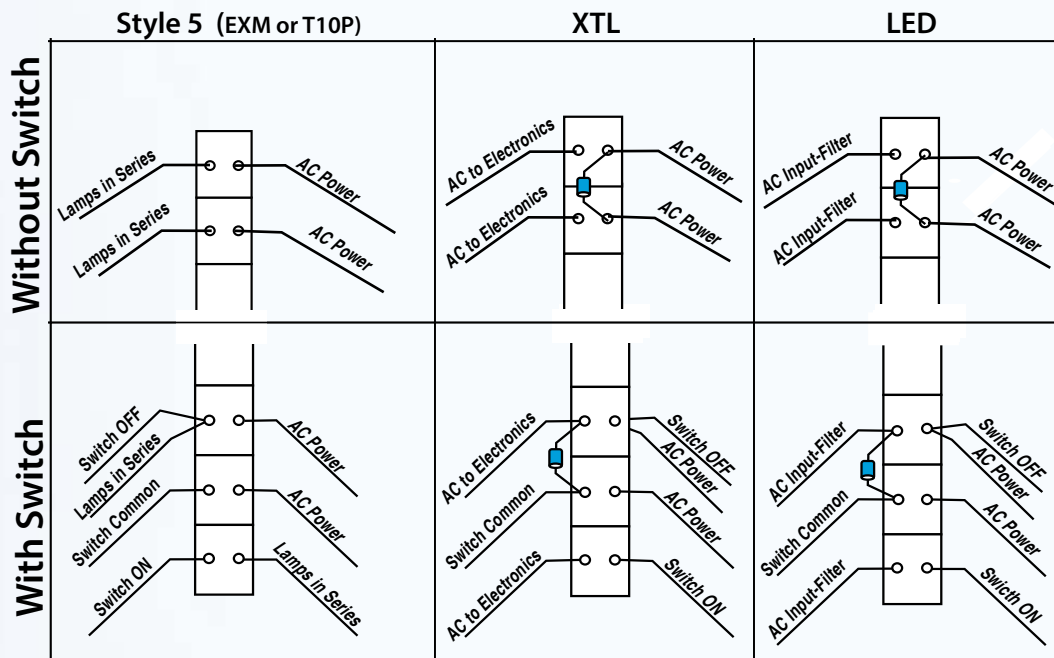 Style 5 (EXM or T10P)
XTL
LED
Without Switch
Lamps in Series
AC Power
Lamps in Series
AC Power
AC to Electronics
AC Power
AC to Electronics
AC Power
AC Input-Filter
AC Power
AC Input-Filter
AC Power
With Switch
Switch OFF
Lamps in Series
AC Power
Switch Common
AC Power
Switch ON
Lamps in Series
AC to Electronics
Switch OFF
AC Power
Switch Common
AC Power
AC to Electronics
Switch ON
AC Input-Filter
Switch OFF
AC Power
Switch Common
AC Power
AC Input-Filter
Swicth ON